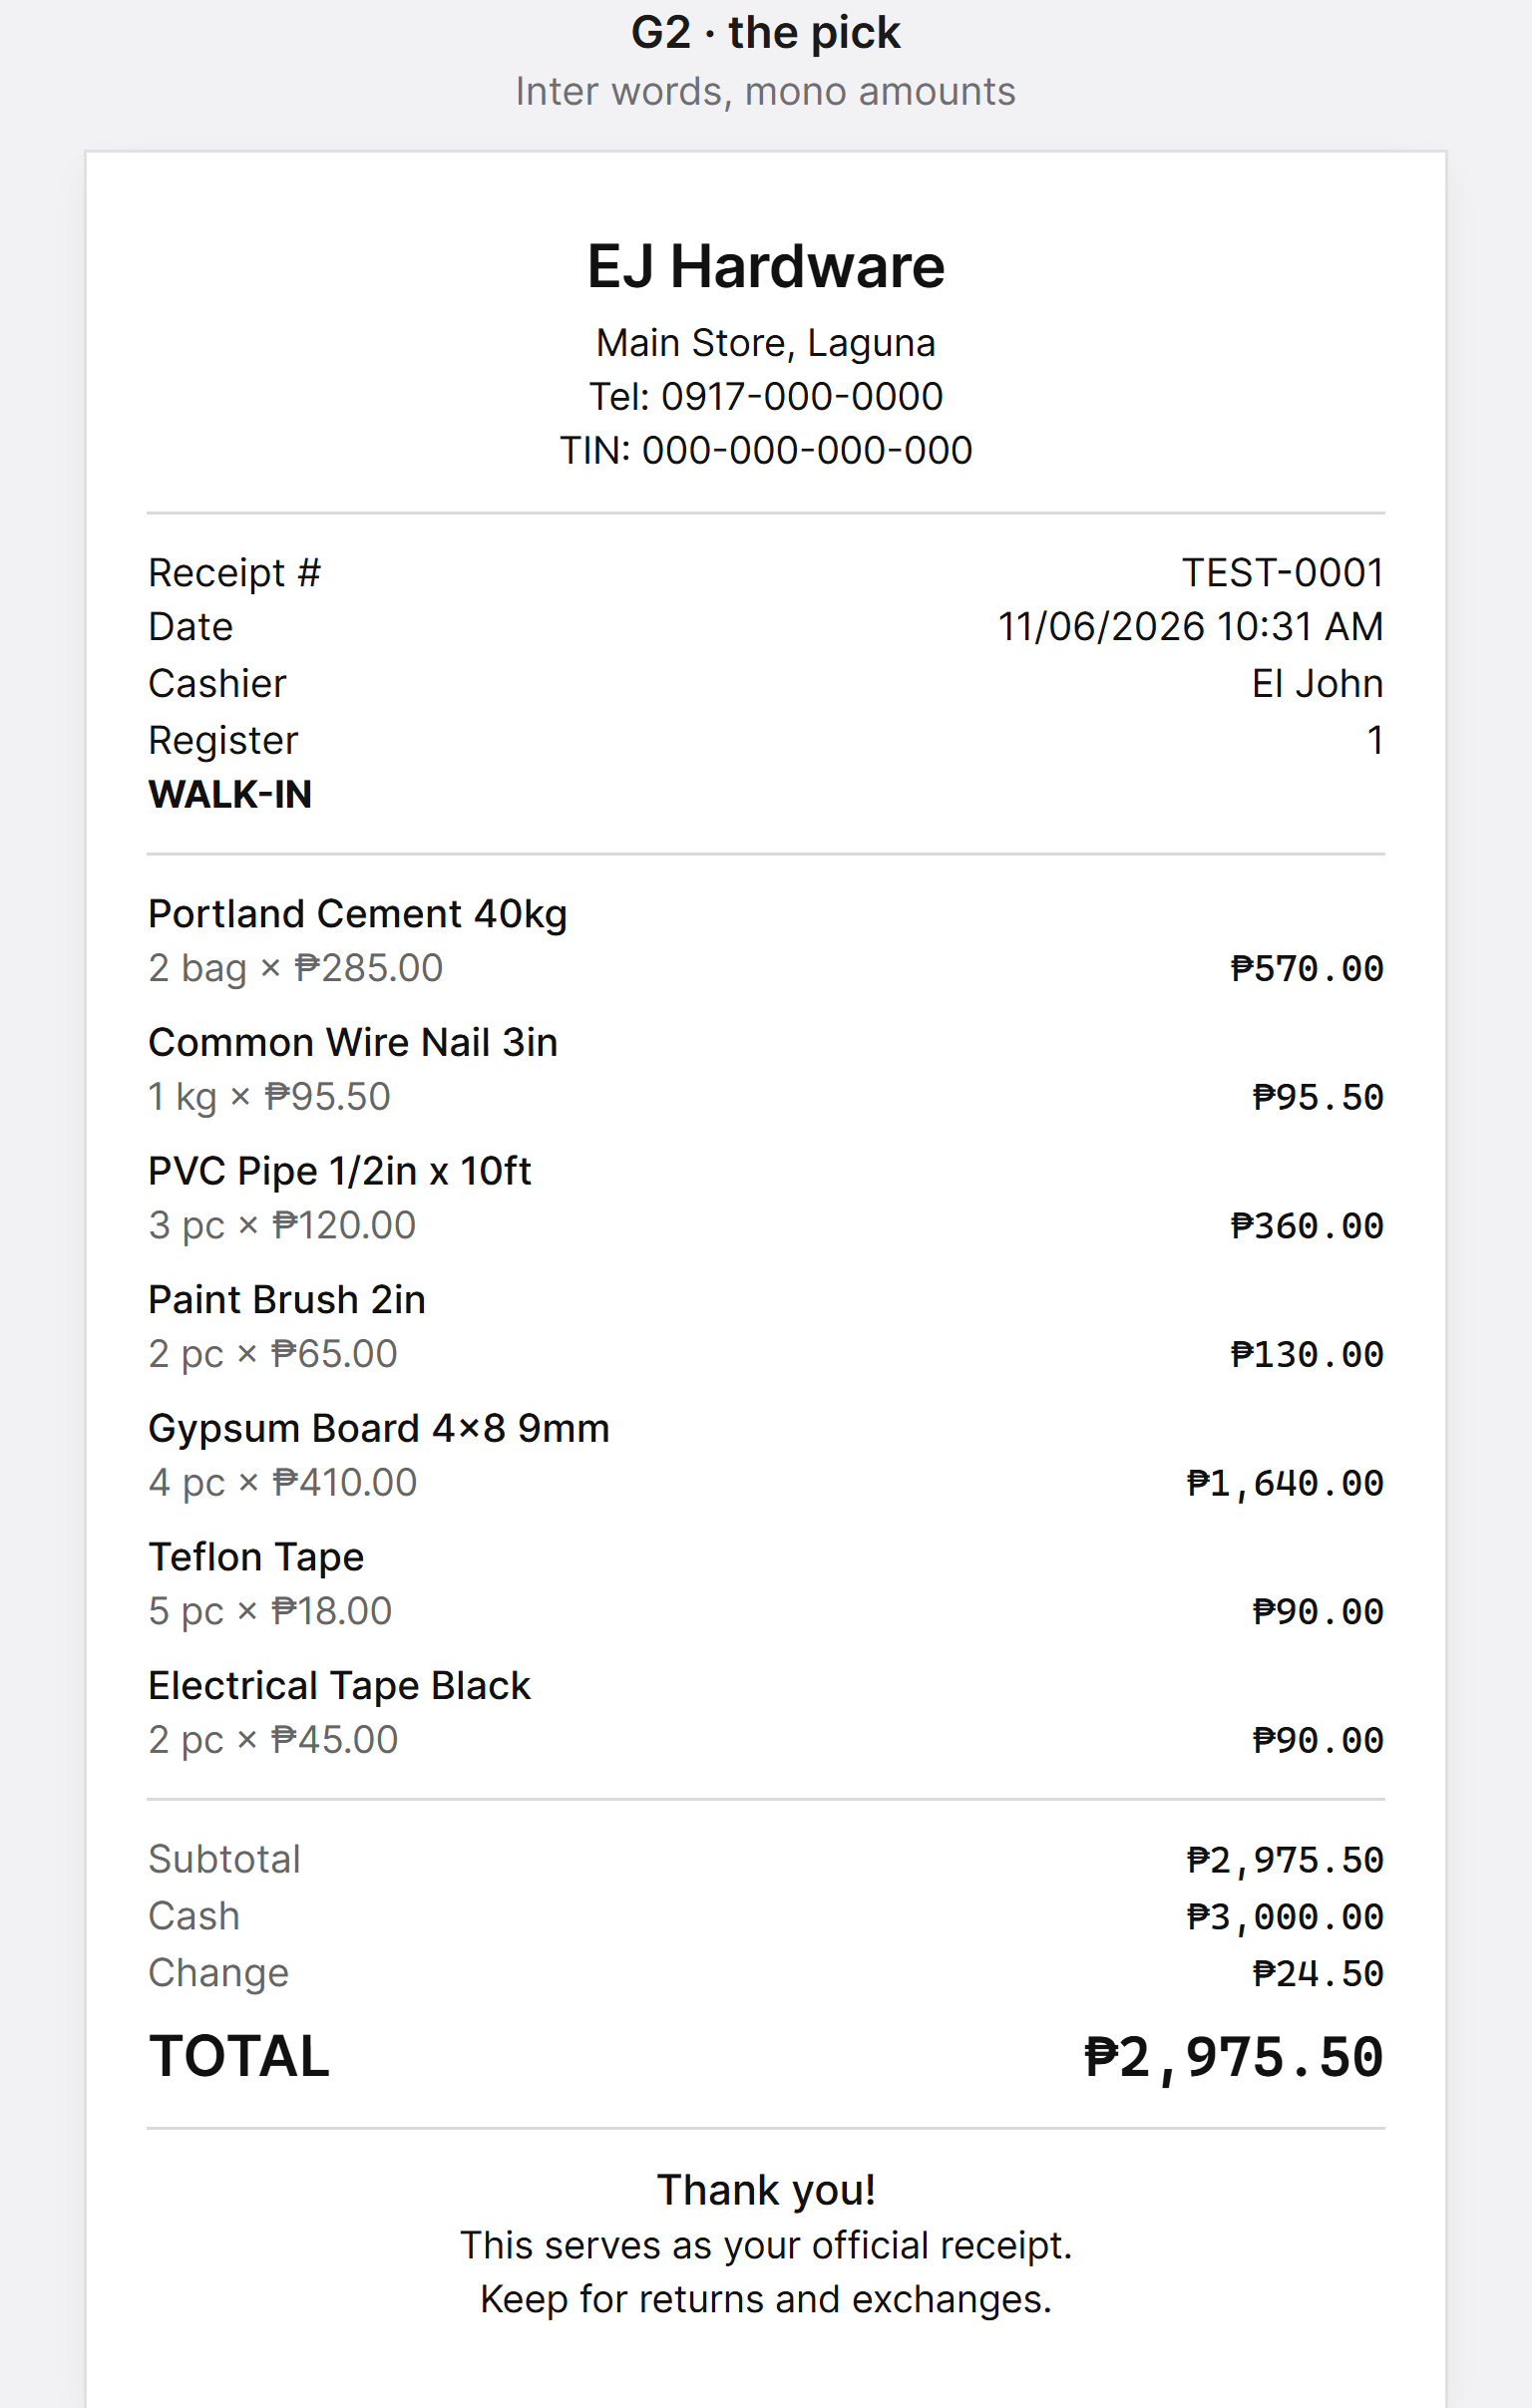 G2 · the pick
Inter words, mono amounts
EJ Hardware
Main Store, Laguna
Tel: 0917-000-0000
TIN: 000-000-000-000
Receipt # TEST-0001
Date 11/06/2026 10:31 AM
Cashier El John
Register 1
WALK-IN
Portland Cement 40kg
2 bag × ₱285.00 ₱570.00
Common Wire Nail 3in
1 kg × ₱95.50 ₱95.50
PVC Pipe 1/2in x 10ft
3 pc × ₱120.00 ₱360.00
Paint Brush 2in
2 pc × ₱65.00 ₱130.00
Gypsum Board 4×8 9mm
4 pc × ₱410.00 ₱1,640.00
Teflon Tape
5 pc × ₱18.00 ₱90.00
Electrical Tape Black
2 pc × ₱45.00 ₱90.00
Subtotal ₱2,975.50
Cash ₱3,000.00
Change ₱24.50
TOTAL ₱2,975.50
Thank you!
This serves as your official receipt.
Keep for returns and exchanges.